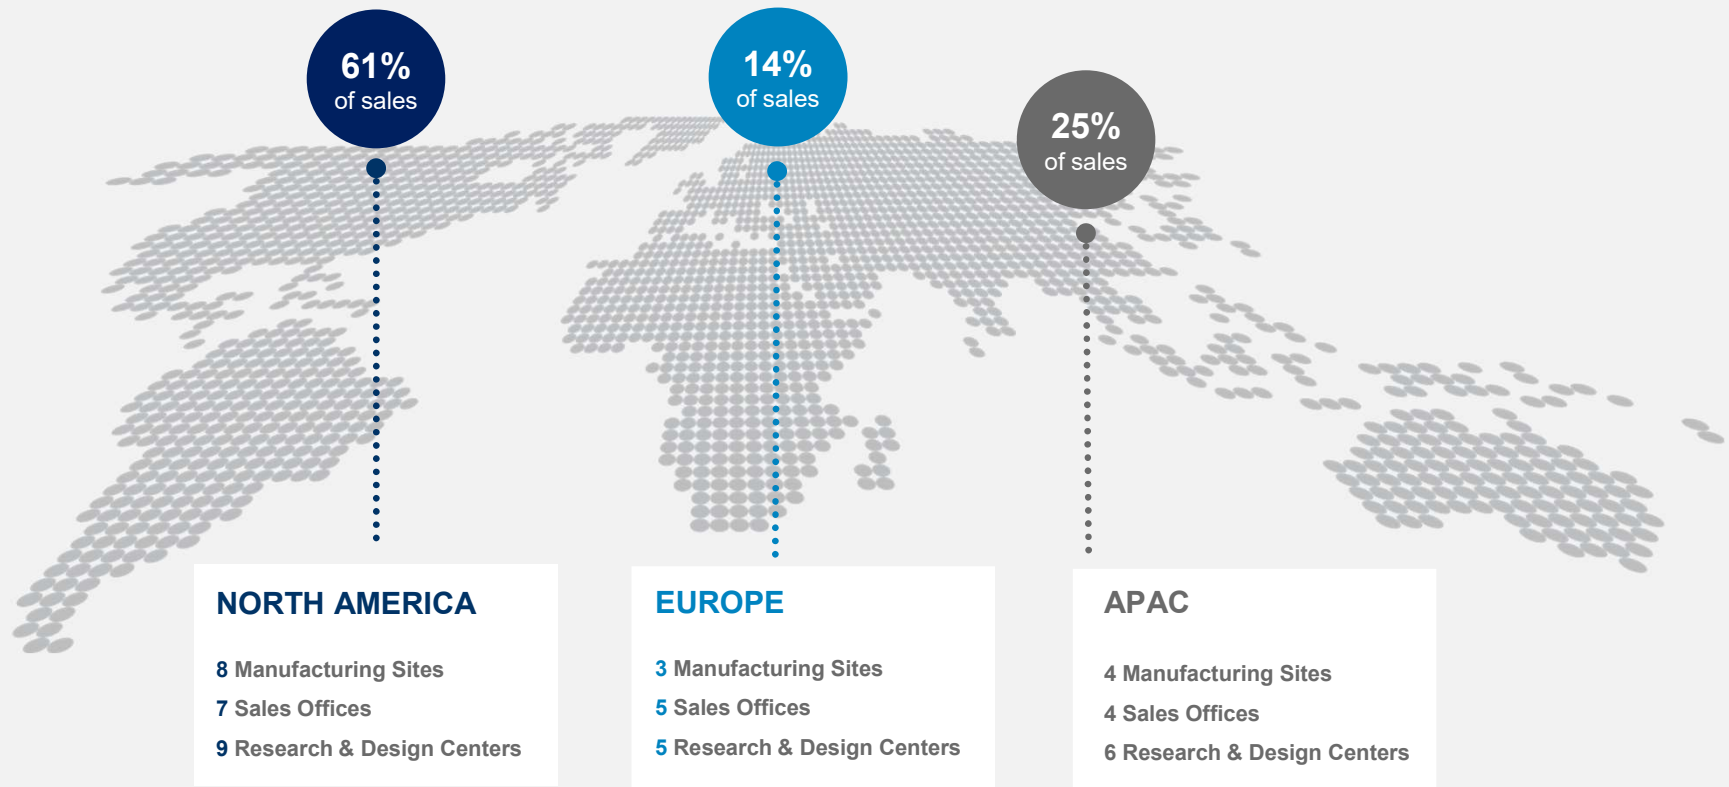 61%
of sales
14%
of sales
25%
of sales
NORTH AMERICA
8 Manufacturing Sites
7 Sales Offices
9 Research & Design Centers
EUROPE
3 Manufacturing Sites
5 Sales Offices
5 Research & Design Centers
APAC
4 Manufacturing Sites
4 Sales Offices
6 Research & Design Centers